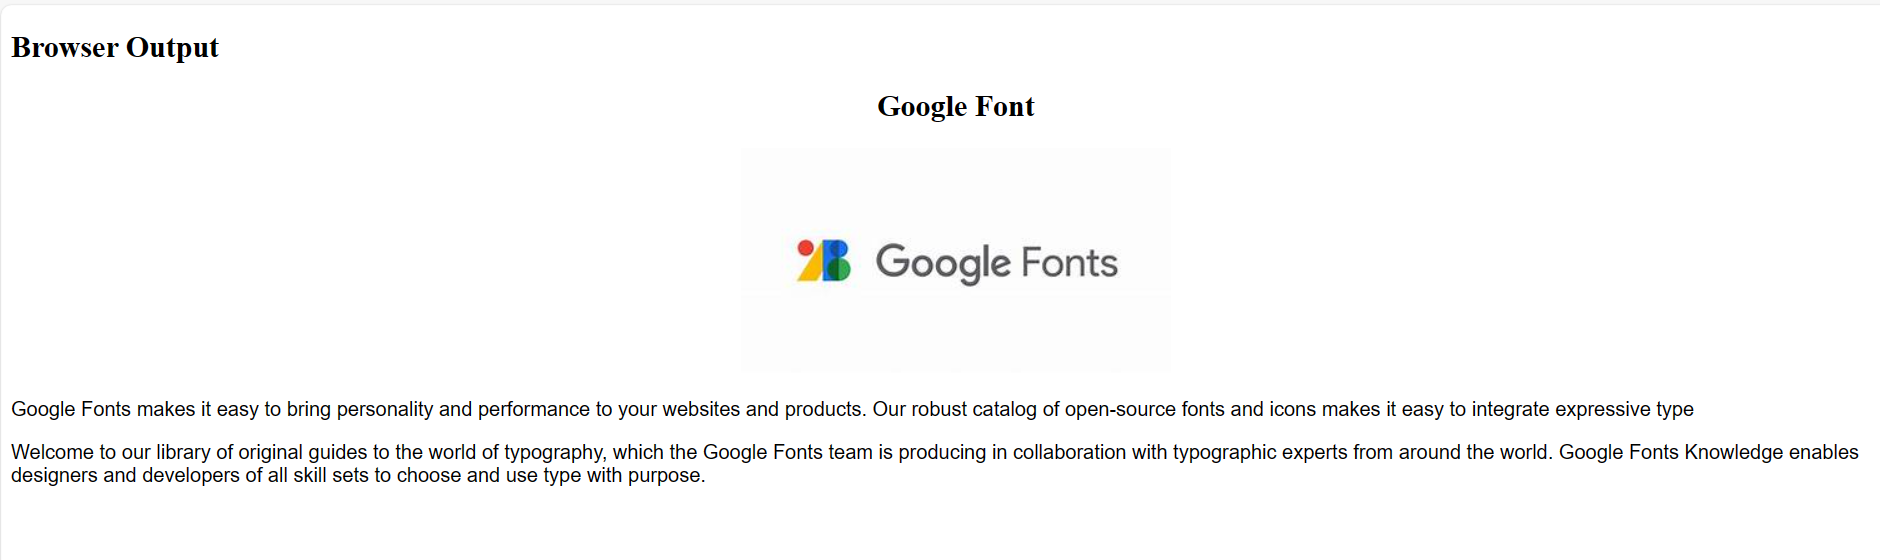 Browser Output
Google Font
Google Fonts
Google Fonts makes it easy to bring personality and performance to your websites and products. Our robust catalog of open-source fonts and icons makes it easy to integrate expressive type
Welcome to our library of original guides to the world of typography, which the Google Fonts team is producing in collaboration with typographic experts from around the world. Google Fonts Knowledge enables
designers and developers of all skill sets to choose and use type with purpose.